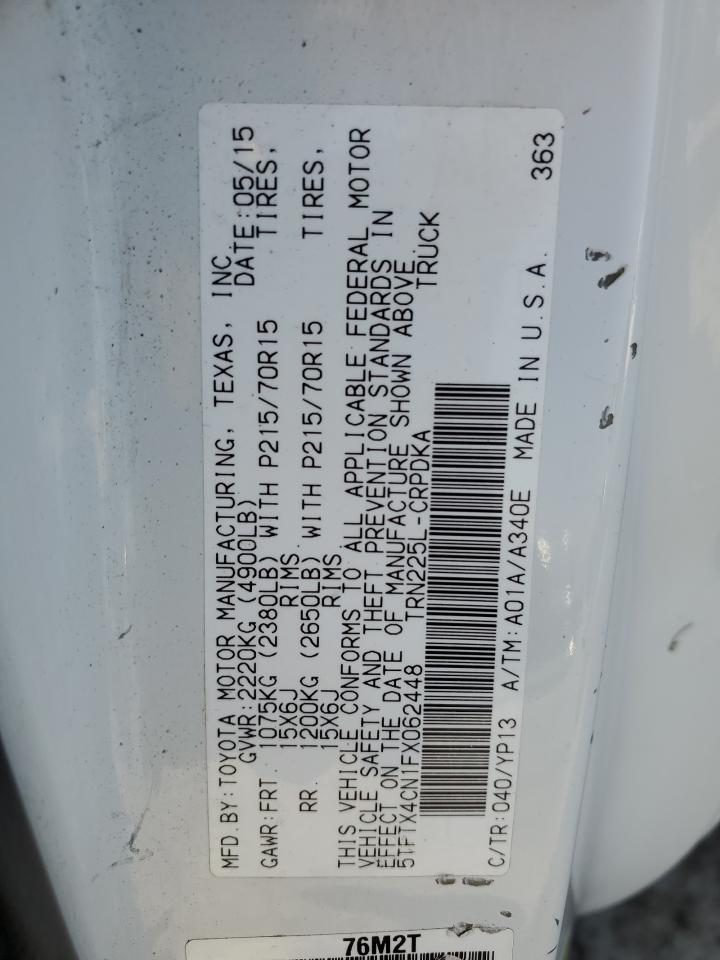 MFD. BY: TOYOTA MOTOR MANUFACTURING, TEXAS, INC.
GVWR: 2220KG (4900LB) DATE: 05/15
GAWR: FRT. 1075KG (2380LB) WITH P215/70R15 TIRES,
15X6J RIMS.
RR. 1200KG (2650LB) WITH P215/70R15 TIRES,
15X6J RIMS
THIS VEHICLE CONFORMS TO ALL APPLICABLE FEDERAL MOTOR
VEHICLE SAFETY AND THEFT PREVENTION STANDARDS IN
EFFECT ON THE DATE OF MANUFACTURE SHOWN ABOVE.
5TFTX4CN1FX062448 TRN225L-CRPDKA TRUCK
C/TR: 040/YP13 A/TM: A01A/A340E MADE IN U.S.A. 363
76M2T